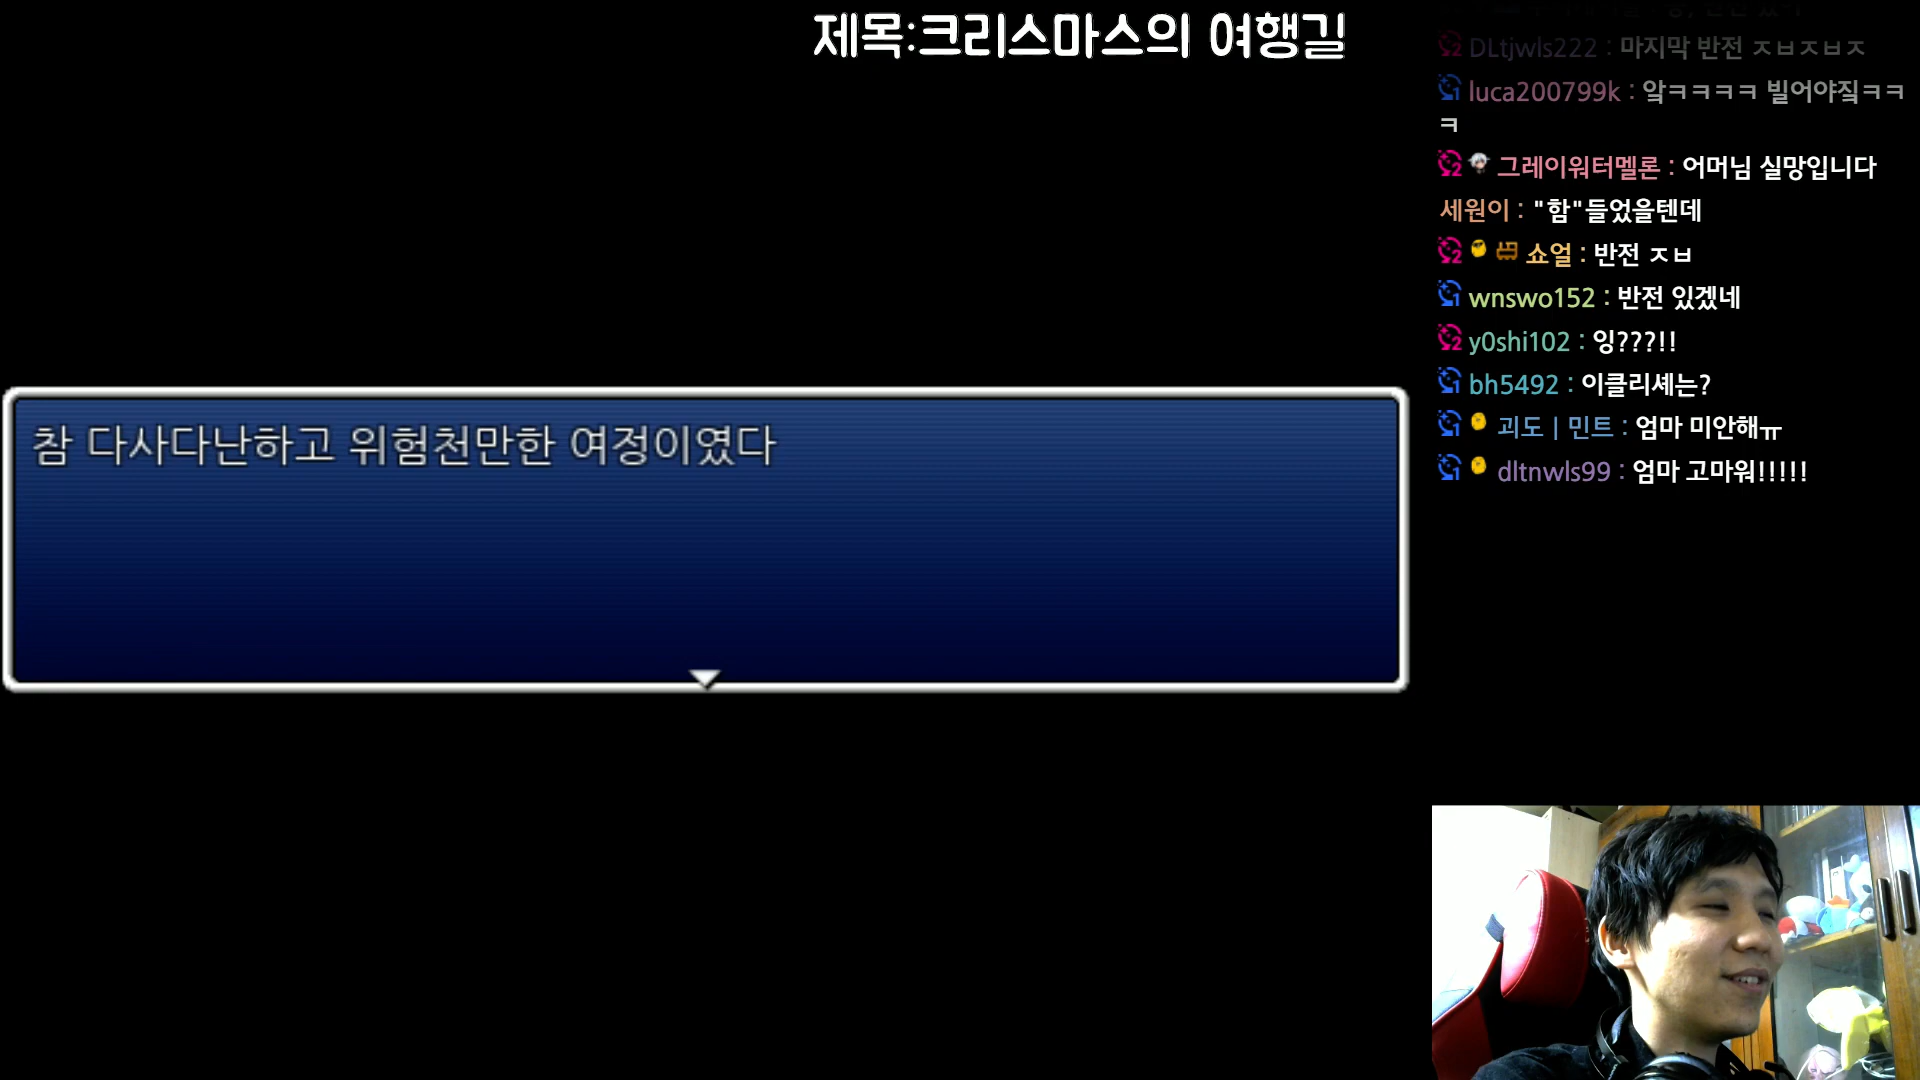 제목:크리스마스의 여행길
참 다사다난하고 위험천만한 여정이였다
DLtjwls222 : 마지막 반전 ㅈㅂㅈㅂㅈ
luca200799k : 앜ㅋㅋㅋㅋ 빌어야짘ㅋㅋ
ㅋ
그레이워터멜론 : 어머님 실망입니다
세원이 : "함"들었을텐데
쇼얼 : 반전 ㅈㅂ
wnswo152 : 반전 있겠네
y0shi102 : 잉???!!
bh5492 : 이클리셰는?
괴도 | 민트 : 엄마 미안해ㅠ
dltnwls99 : 엄마 고마워!!!!!